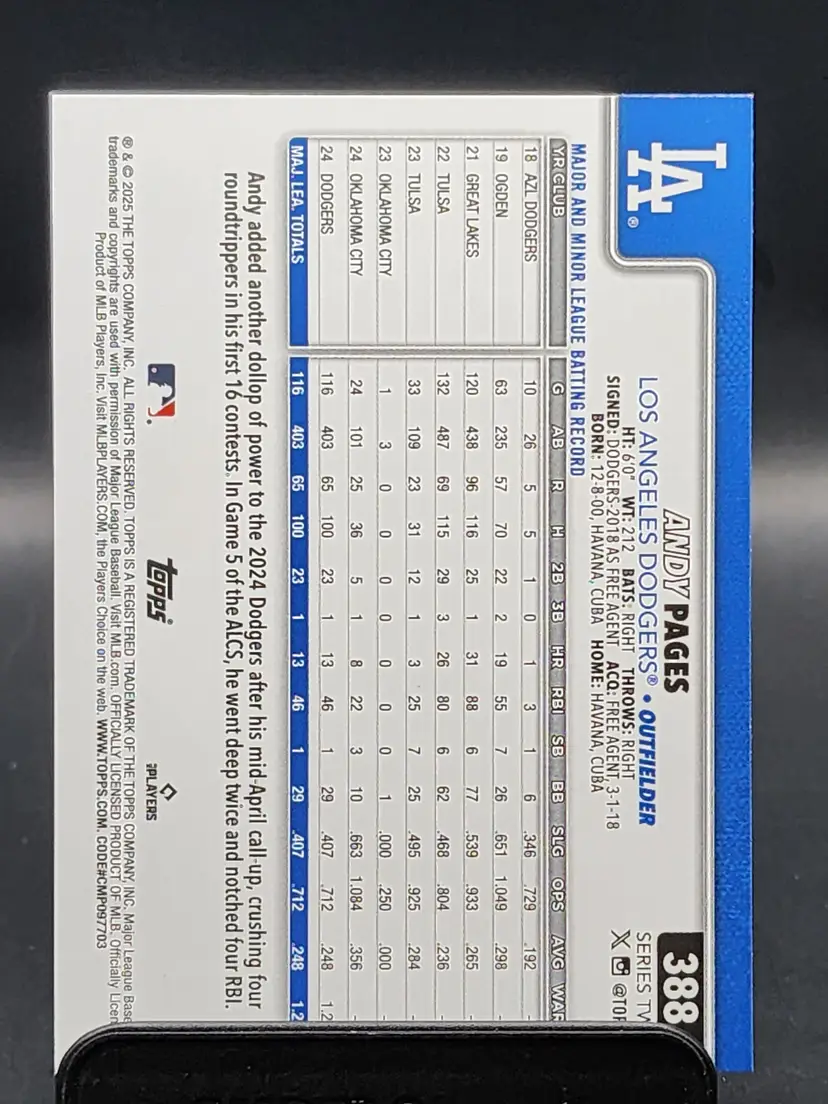 LA®
388
SERIES
ANDY PAGES
LOS ANGELES DODGERS® • OUTFIELDER
HT: 6'0" WT: 212 BATS: RIGHT THROWS: RIGHT
SIGNED: DODGERS-2018 AS FREE AGENT ACQ: FREE AGENT, 3-1-18
BORN: 12-8-00, HAVANA, CUBA HOME: HAVANA, CUBA
MAJOR AND MINOR LEAGUE BATTING RECORD
YR CLUB G AB R H 2B 3B HR RBI SB BB SLG OPS AVG WAR
18 AZL DODGERS 10 26 5 5 1 0 1 3 1 6 .346 .729 .192 -
19 OGDEN 63 235 57 70 22 2 19 55 7 26 .651 1.049 .298 -
21 GREAT LAKES 120 438 96 116 25 1 31 88 6 77 .539 .933 .265 -
22 TULSA 132 487 69 115 29 3 26 80 6 62 .468 .804 .236 -
23 TULSA 33 109 23 31 12 1 3 25 7 25 .495 .925 .284 -
23 OKLAHOMA CITY 1 3 0 0 0 0 0 0 0 1 .000 .250 .000 -
24 OKLAHOMA CITY 24 101 25 36 5 1 8 22 3 10 .663 1.084 .356 -
24 DODGERS 116 403 65 100 23 1 13 46 1 29 .407 .712 .248 1.2
MAJ. LEA. TOTALS 116 403 65 100 23 1 13 46 1 29 .407 .712 .248 1.2
Andy added another dollop of power to the 2024 Dodgers after his mid-April call-up, crushing four
roundtrippers in his first 16 contests. In Game 5 of the ALCS, he went deep twice and notched four RBI.
topps
PLAYERS
® & © 2025 THE TOPPS COMPANY, INC. ALL RIGHTS RESERVED. TOPPS IS A REGISTERED TRADEMARK OF THE TOPPS COMPANY, INC. Major League Base
trademarks and copyrights are used with permission of Major League Baseball. Visit MLB.com. OFFICIALLY LICENSED PRODUCT OF MLB. Officially Licen
Product of MLB Players, Inc. Visit MLBPLAYERS.COM, the Players Choice on the web. WWW.TOPPS.COM. CODE#CMP097703